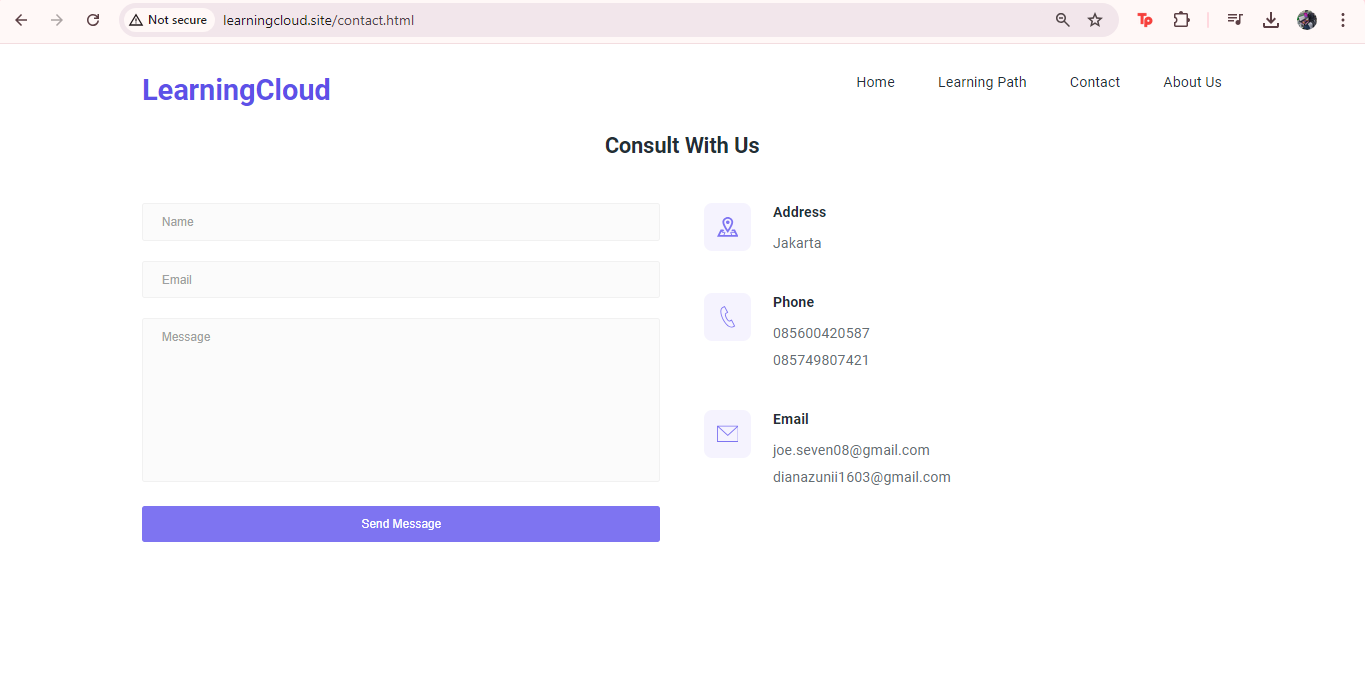 Not secure
learningcloud.site/contact.html
Tp
LearningCloud
Home
Learning Path
Contact
About Us
Consult With Us
Name
Email
Message
Send Message
Address
Jakarta
Phone
085600420587
085749807421
Email
joe.seven08@gmail.com
dianazunii1603@gmail.com